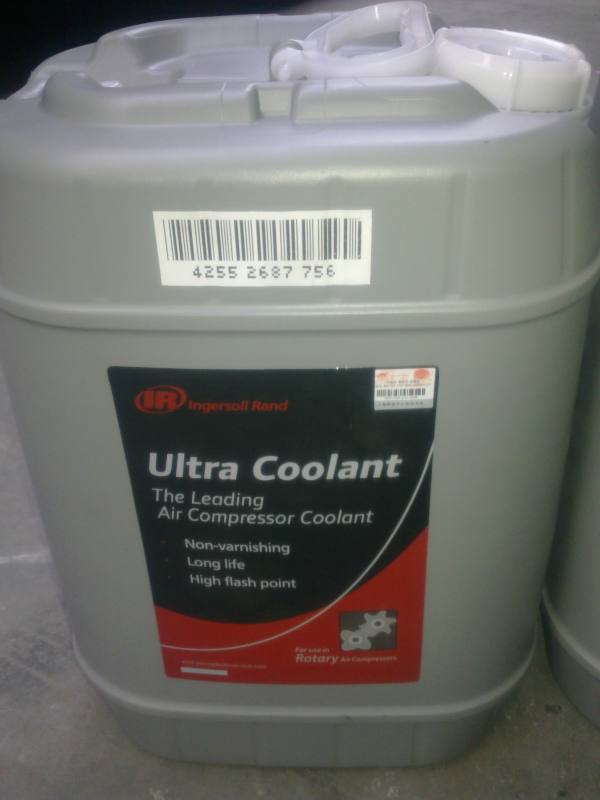 4255 2687 756
IR Ingersoll Rand
Ultra Coolant
The Leading
Air Compressor Coolant
Non-varnishing
Long life
High flash point
For use in
Rotary Air Compressors